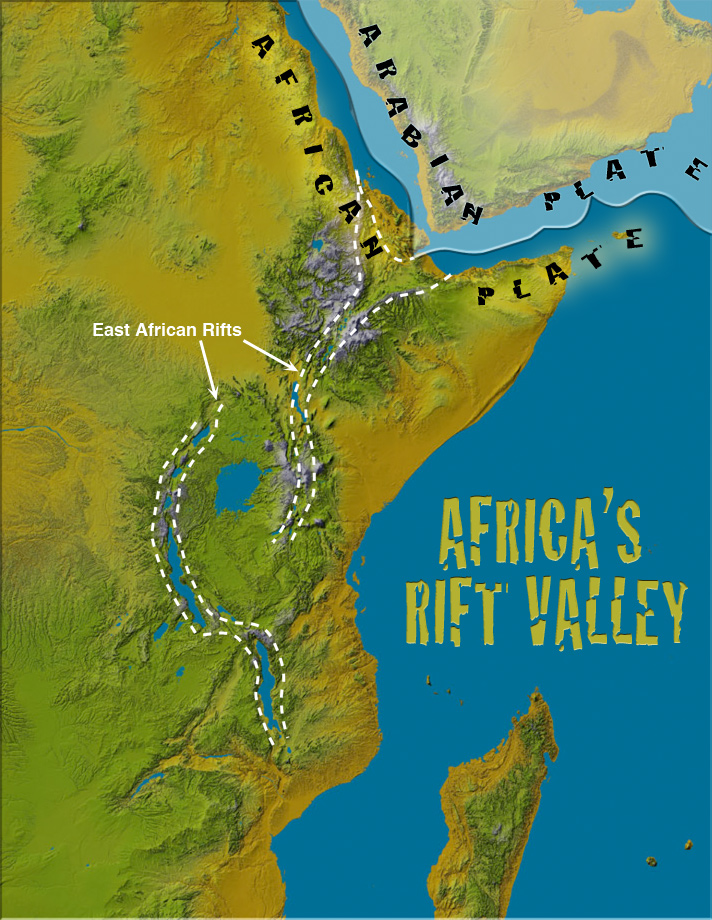 ARABIAN PLATE
AFRICAN PLATE
East African Rifts
AFRICA'S
RIFT VALLEY